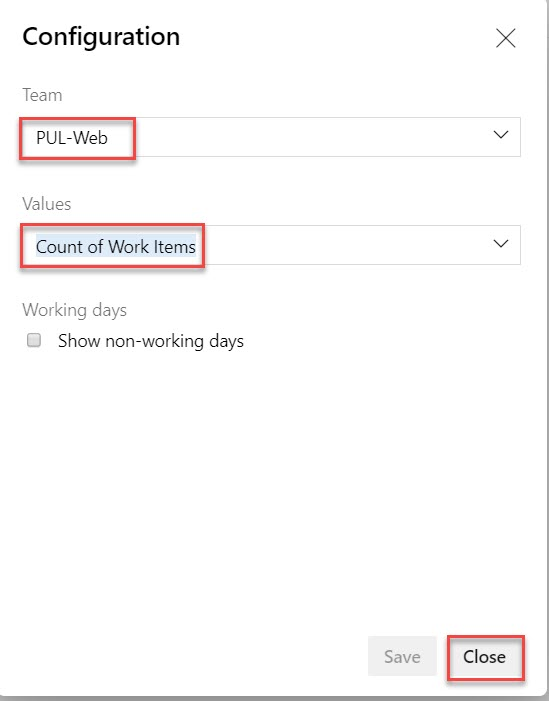 Configuration
Team
PUL-Web
Values
Count of Work Items
Working days
Show non-working days
Save
Close